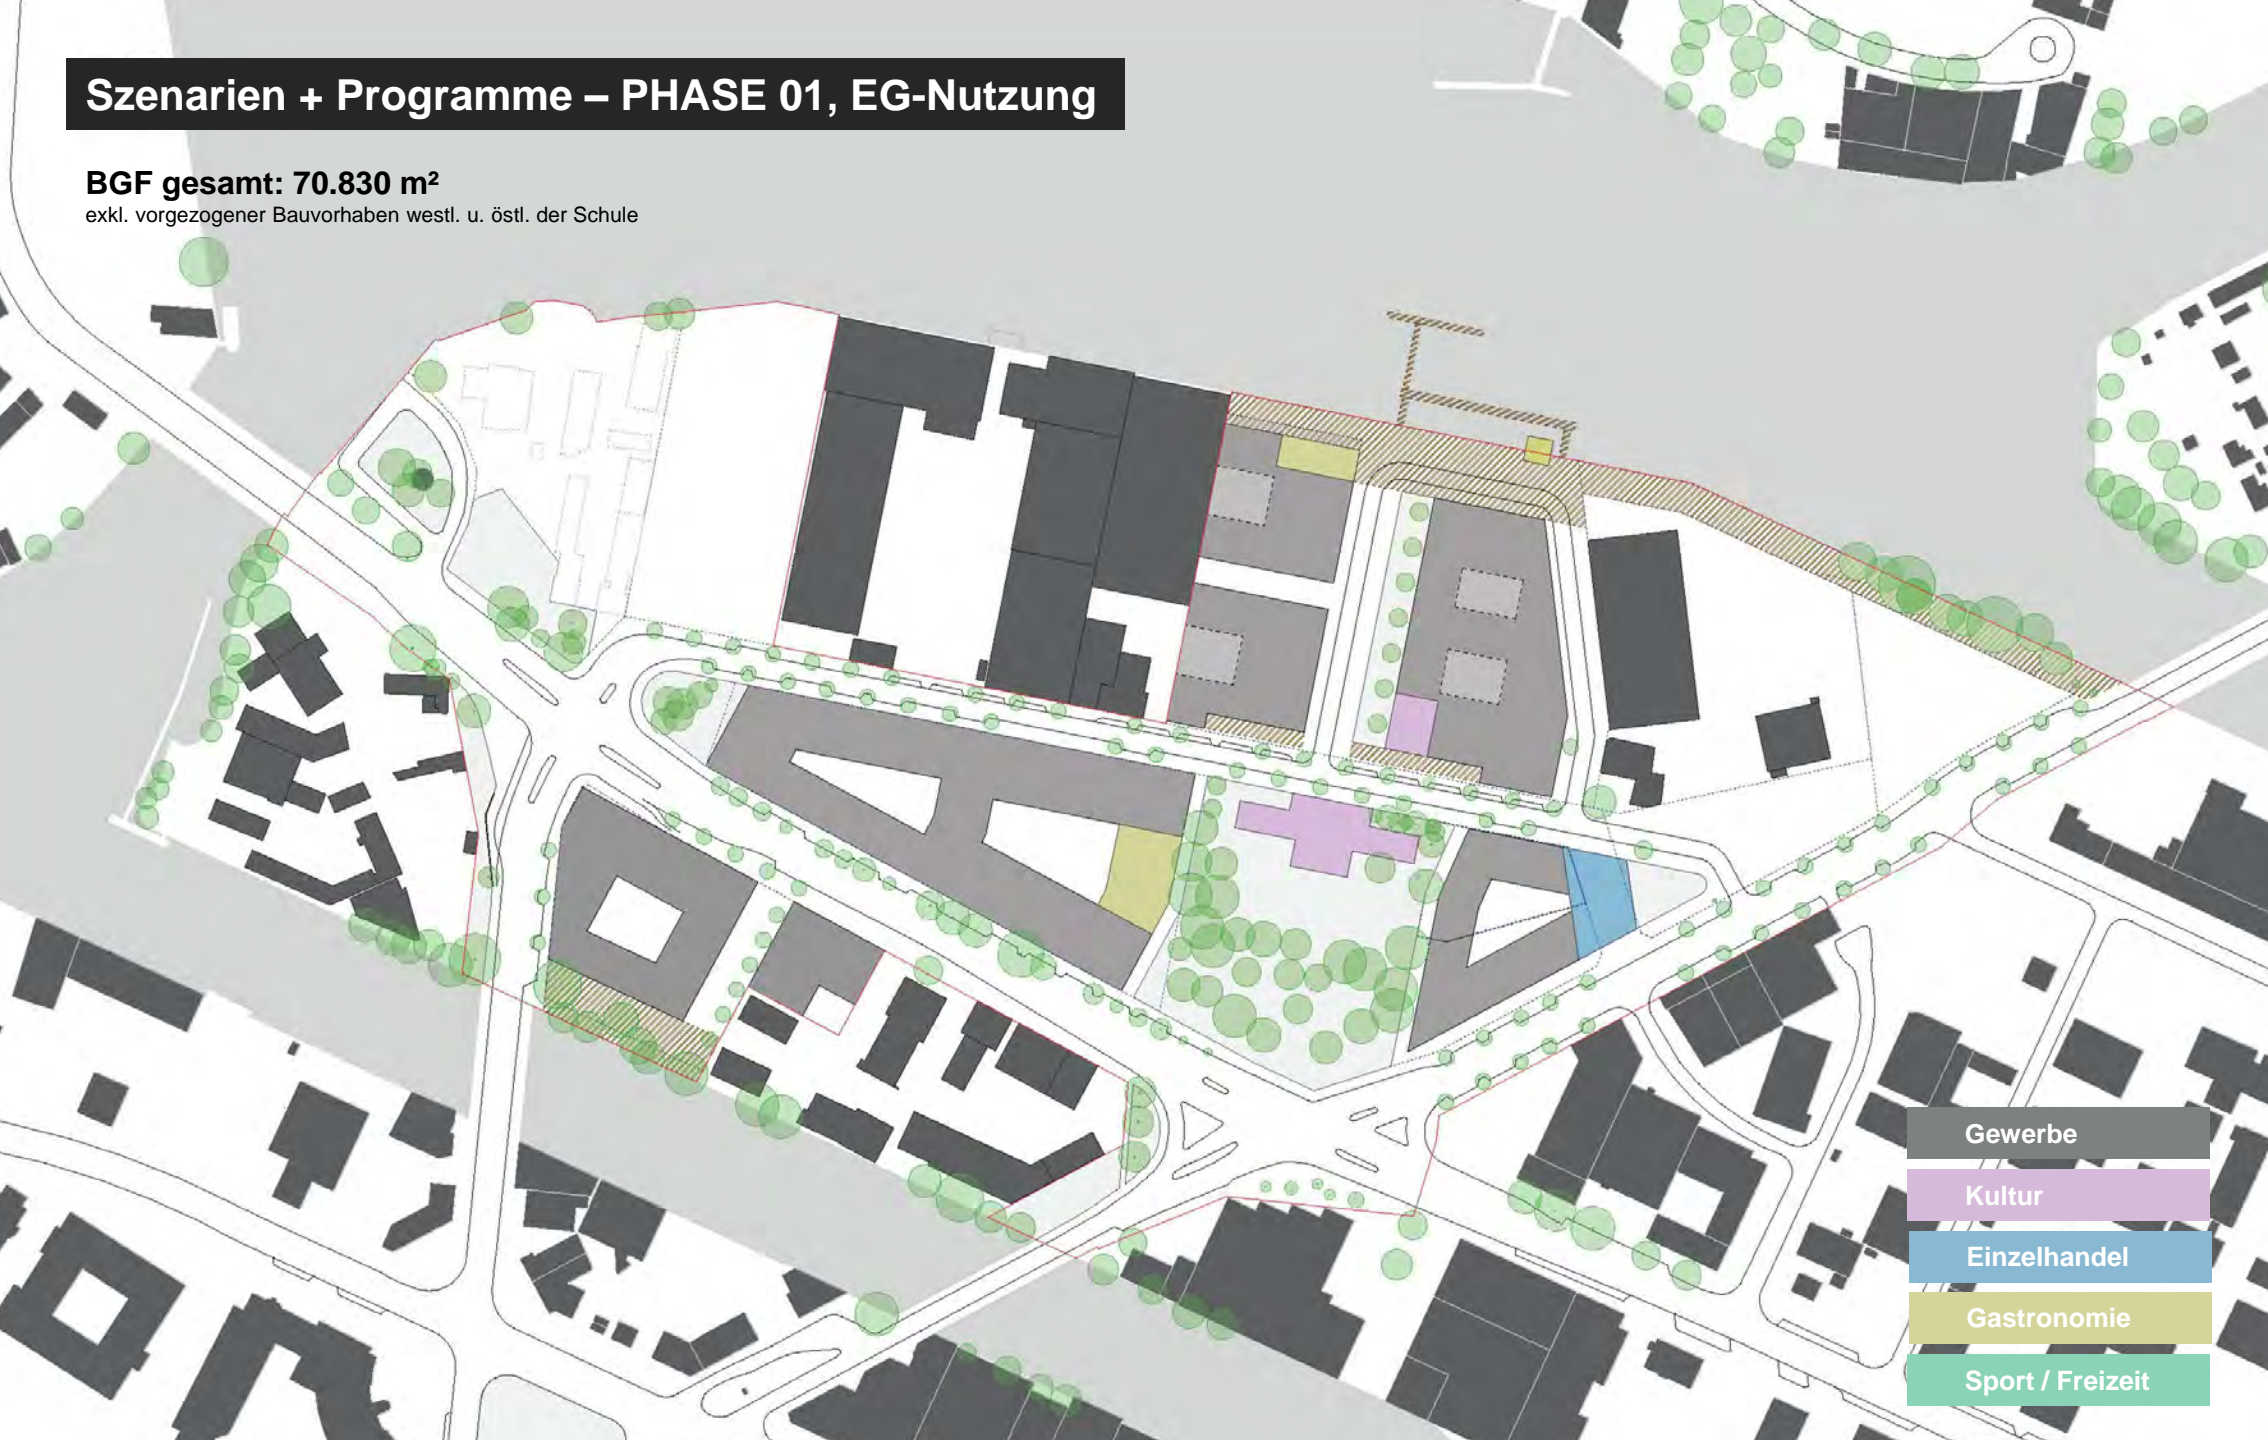 Szenarien + Programme – PHASE 01, EG-Nutzung
BGF gesamt: 70.830 m²
exkl. vorgezogener Bauvorhaben westl. u. östl. der Schule
Gewerbe
Kultur
Einzelhandel
Gastronomie
Sport / Freizeit